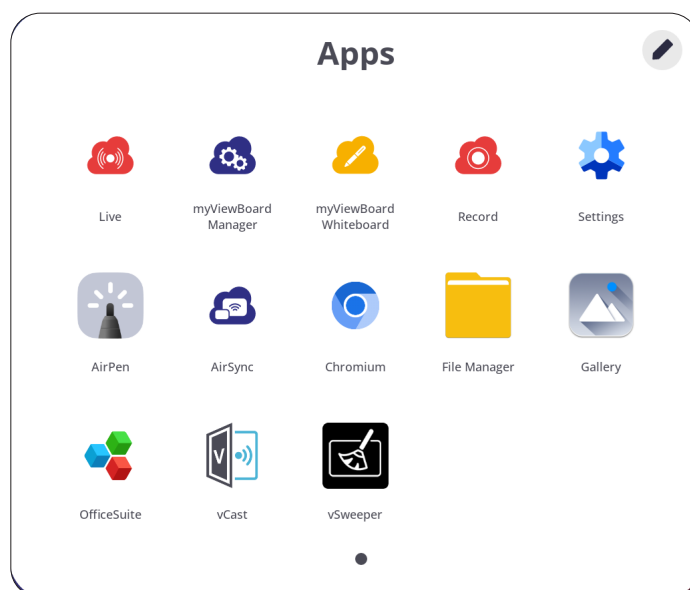 Apps
Live
myViewBoard
Manager
myViewBoard
Whiteboard
Record
Settings
AirPen
AirSync
Chromium
File Manager
Gallery
V
OfficeSuite
vCast
vSweeper